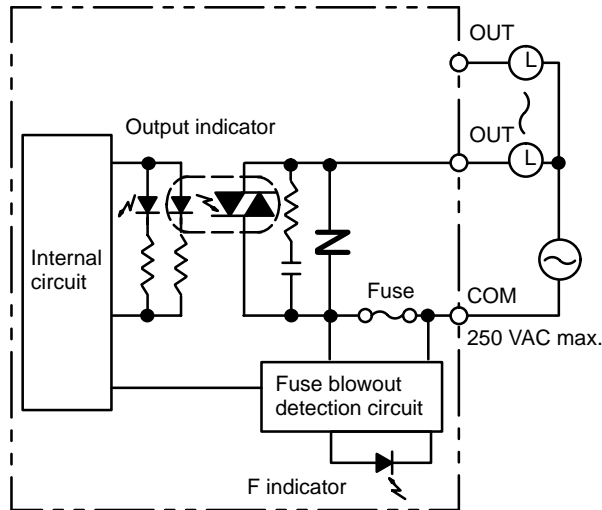 OUT
L
Output indicator
OUT
L
Internal
circuit
Fuse
COM
250 VAC max.
Fuse blowout
detection circuit
F indicator